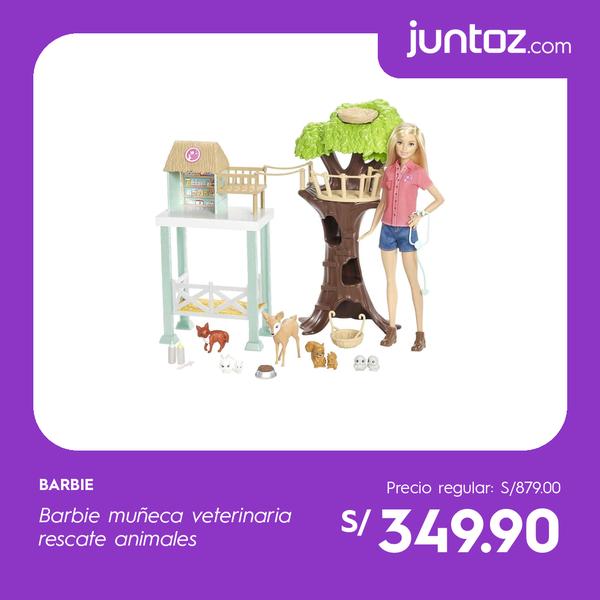 juntoz.com
BARBIE
Barbie muñeca veterinaria
rescate animales
Precio regular: S/879.00
S/ 349.90